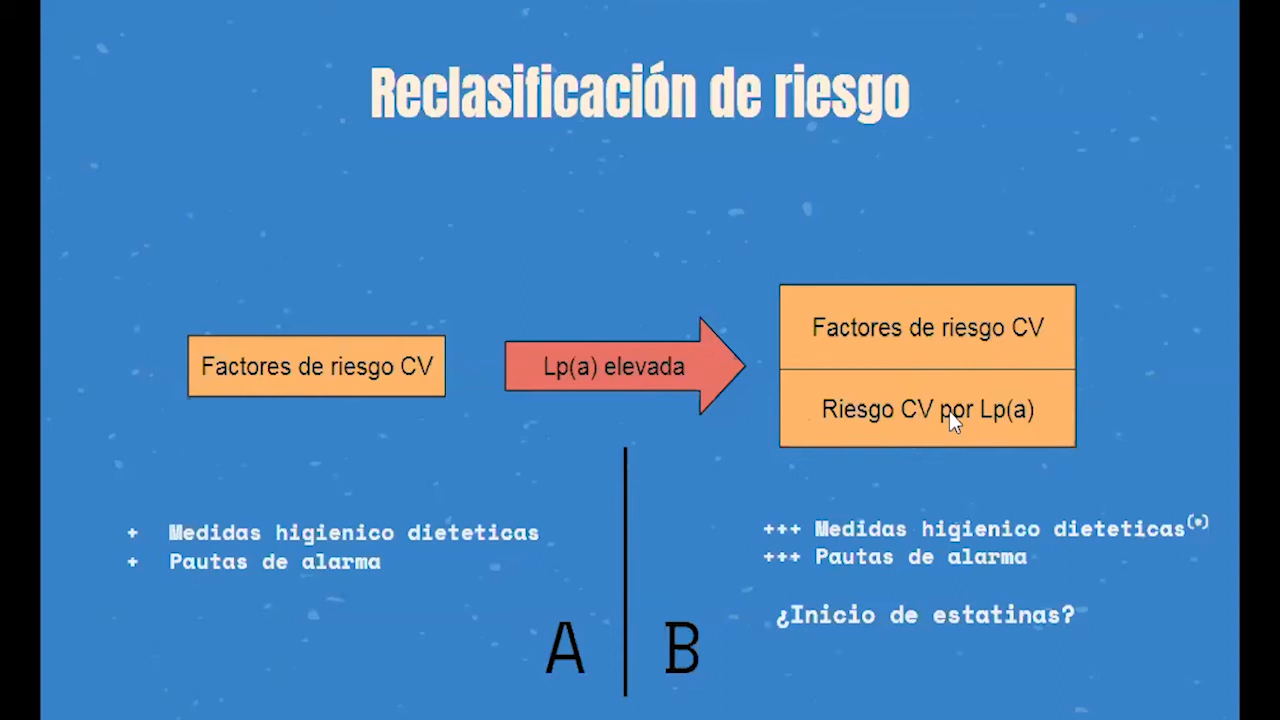 Reclasificación de riesgo
Factores de riesgo CV
Lp(a) elevada
Factores de riesgo CV
Riesgo CV por Lp(a)
+ Medidas higienico dieteticas
+ Pautas de alarma
A
B
+++ Medidas higienico dieteticas(*)
+++ Pautas de alarma
¿Inicio de estatinas?